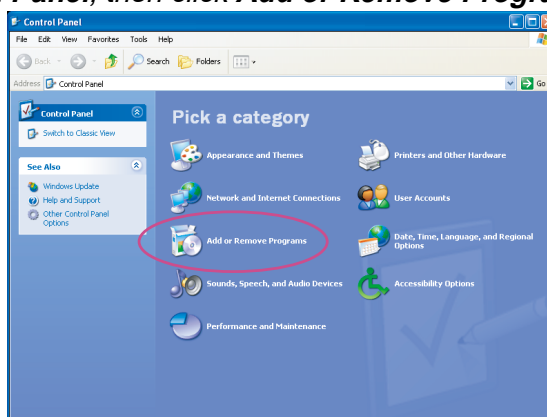 Panel, then click Add or Remove Progr
Control Panel
File Edit View Favorites Tools Help
Back Search Folders
Address Control Panel Go
Control Panel
Switch to Classic View
See Also
Windows Update
Help and Support
Other Control Panel
Options
Pick a category
Appearance and Themes
Printers and Other Hardware
Network and Internet Connections
User Accounts
Add or Remove Programs
Date, Time, Language, and Regional
Options
Sounds, Speech, and Audio Devices
Accessibility Options
Performance and Maintenance